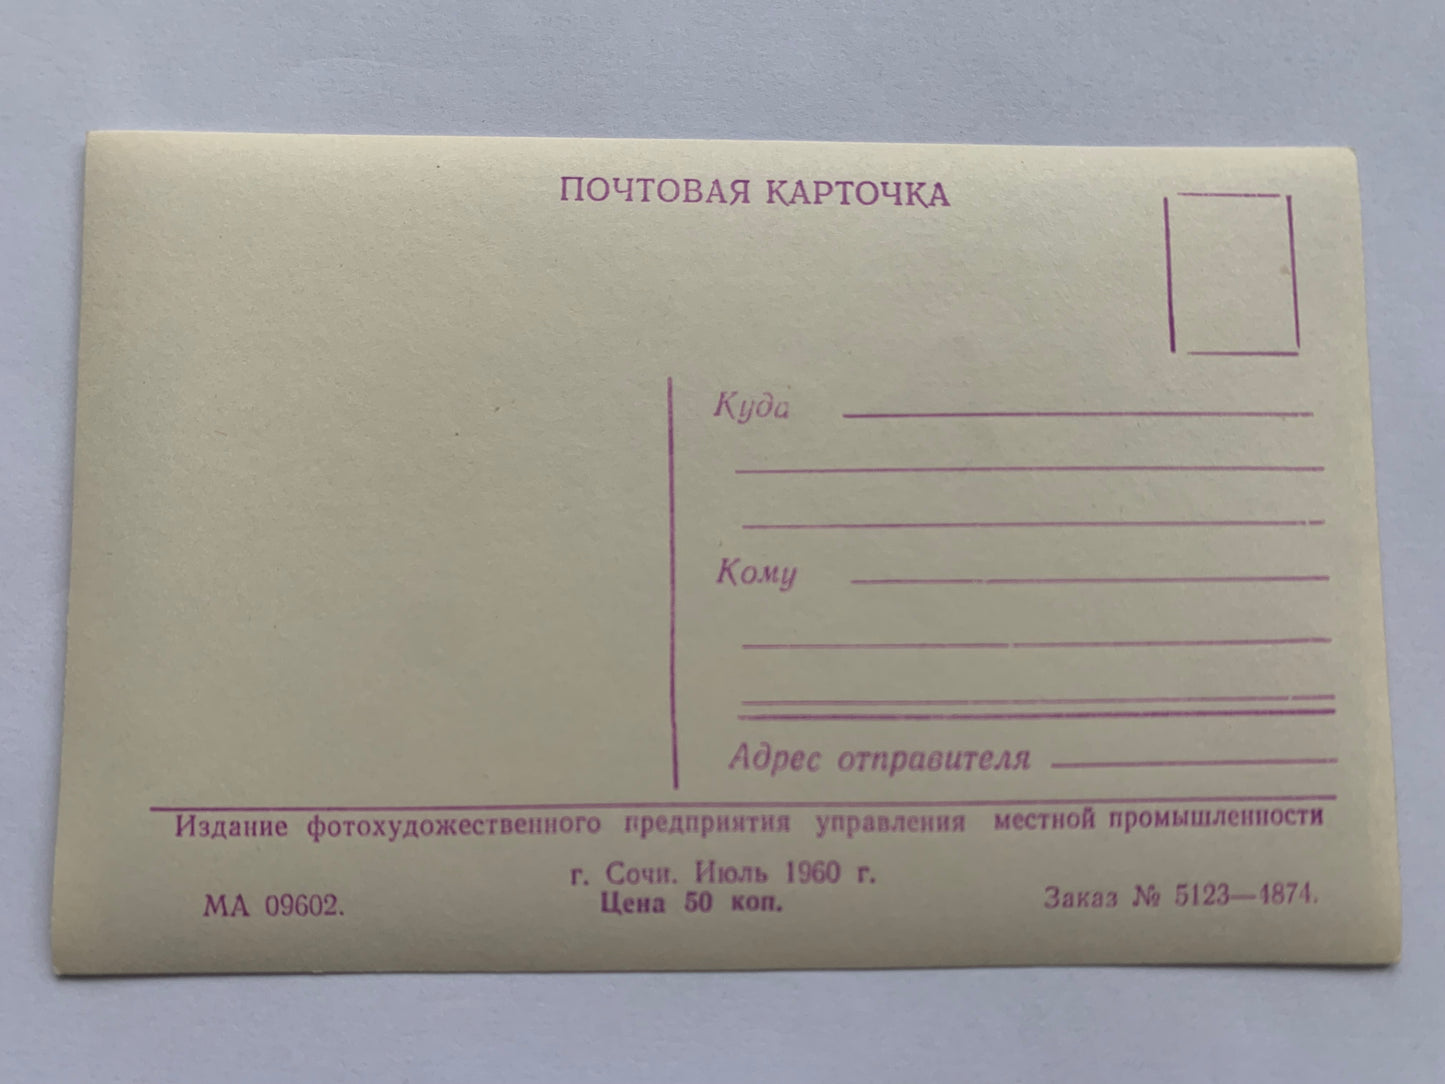 ПОЧТОВАЯ КАРТОЧКА
Куда
Кому
Адрес отправителя
Издание фотохудожественного предприятия управления местной промышленности
г. Сочи. Июль 1960 г.
МА 09602.
Цена 50 коп.
Заказ № 5123—4874.